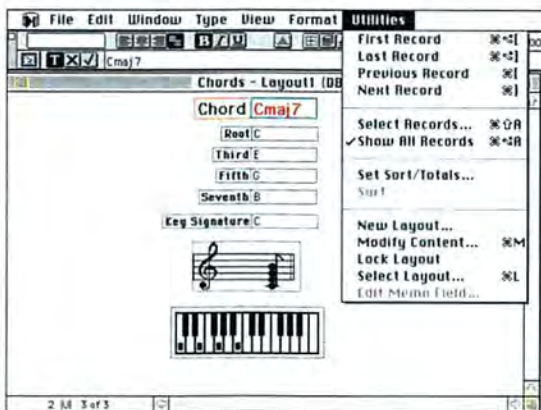 File Edit Window Type View Format Utilities
B I U
T X
Cmaj7
Chords - Layout1 (DB
Chord Cmaj7
Root C
Third E
Fifth G
Seventh B
Key Signature C
First Record ⌘⌥[
Last Record ⌘⌥]
Previous Record ⌘[
Next Record ⌘]
Select Records... ⌘⇧R
✓Show All Records ⌘⌥R
Set Sort/Totals...
Sort
New Layout...
Modify Content... ⌘M
Lock Layout
Select Layout... ⌘L
Edit Memo Field...
3 of 3